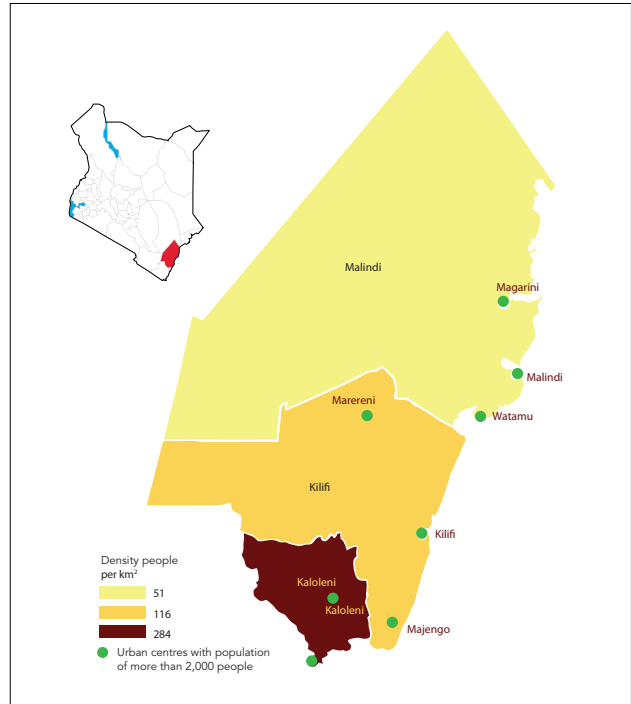 Malindi
Magarini
Malindi
Watamu
Marereni
Kilifi
Kilifi
Kaloleni
Kaloleni
Majengo
Density people
per km²
51
116
284
Urban centres with population
of more than 2,000 people